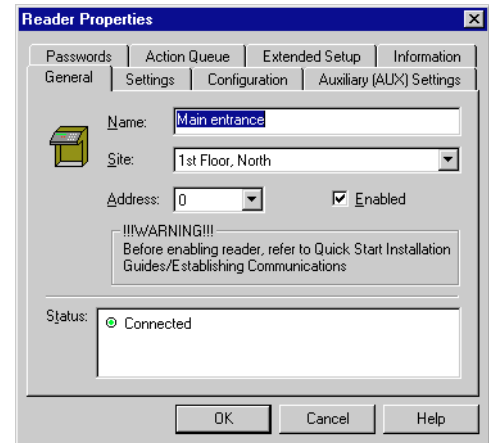 Reader Properties
Passwords Action Queue Extended Setup Information
General Settings Configuration Auxiliary (AUX) Settings
Name: Main entrance
Site: 1st Floor, North
Address: 0 Enabled
!!!WARNING!!!
Before enabling reader, refer to Quick Start Installation
Guides/Establishing Communications
Status: Connected
OK Cancel Help